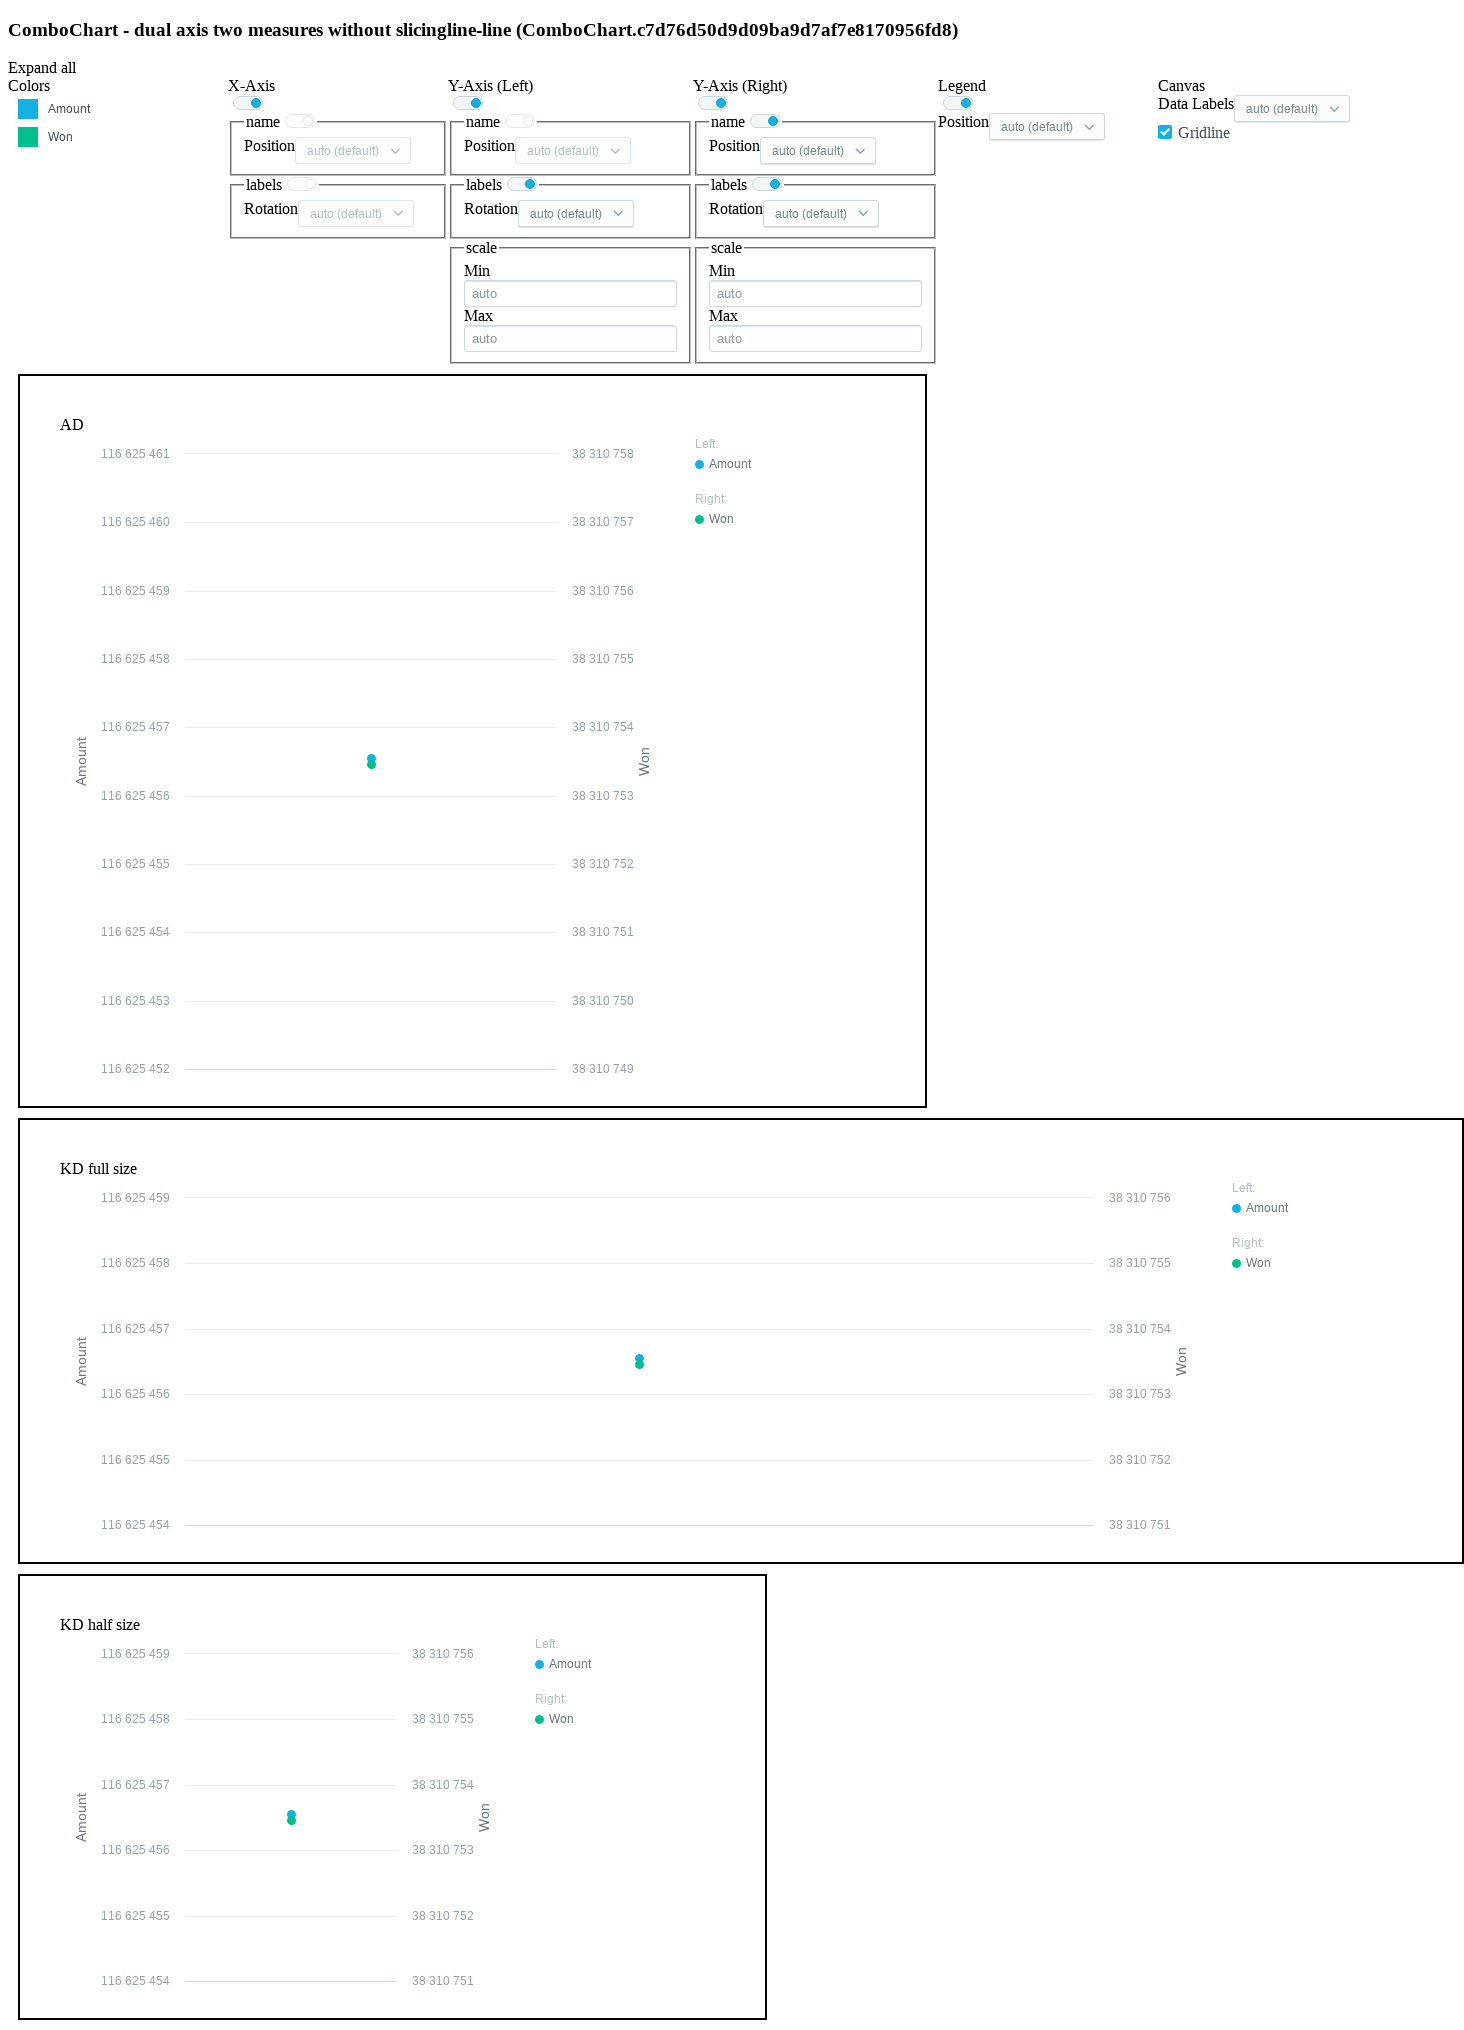 ComboChart - dual axis two measures without slicingline-line (ComboChart.c7d76d50d9d09ba9d7af7e8170956fd8)
Expand all
Colors
Amount
Won
X-Axis
name
Position auto (default)
labels
Rotation auto (default)
Y-Axis (Left)
name
Position auto (default)
labels
Rotation auto (default)
scale
Min
auto
Max
auto
Y-Axis (Right)
name
Position auto (default)
labels
Rotation auto (default)
scale
Min
auto
Max
auto
Legend
Position auto (default)
Canvas
Data Labels auto (default)
Gridline
AD
116 625 461 38 310 758
116 625 460 38 310 757
116 625 459 38 310 756
116 625 458 38 310 755
116 625 457 38 310 754
116 625 456 38 310 753
116 625 455 38 310 752
116 625 454 38 310 751
116 625 453 38 310 750
116 625 452 38 310 749
Amount
Won
Left:
Amount
Right:
Won
KD full size
116 625 459 38 310 756
116 625 458 38 310 755
116 625 457 38 310 754
116 625 456 38 310 753
116 625 455 38 310 752
116 625 454 38 310 751
Amount
Won
Left:
Amount
Right:
Won
KD half size
116 625 459 38 310 756
116 625 458 38 310 755
116 625 457 38 310 754
116 625 456 38 310 753
116 625 455 38 310 752
116 625 454 38 310 751
Amount
Won
Left:
Amount
Right:
Won